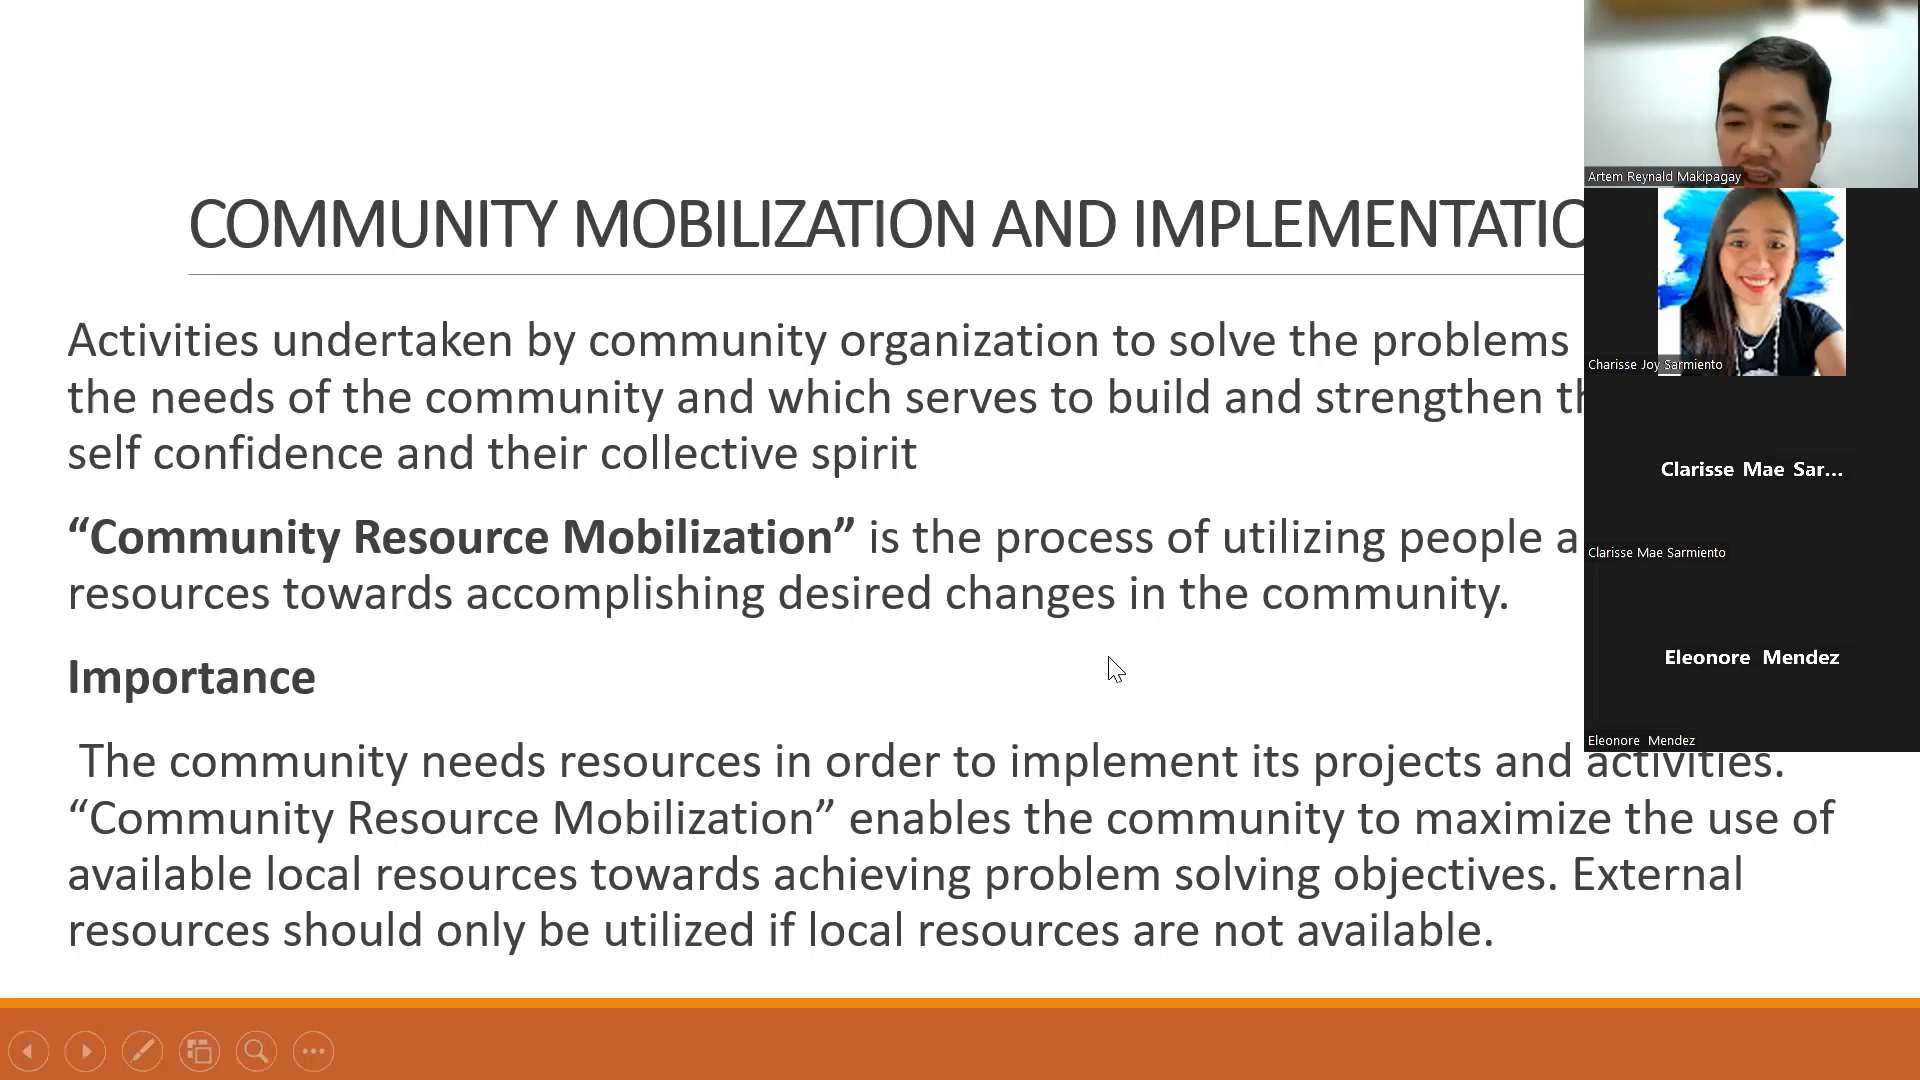 COMMUNITY MOBILIZATION AND IMPLEMENTATIO
Activities undertaken by community organization to solve the problems
the needs of the community and which serves to build and strengthen
self confidence and their collective spirit
“Community Resource Mobilization” is the process of utilizing people
resources towards accomplishing desired changes in the community.
Importance
The community needs resources in order to implement its projects and activities.
“Community Resource Mobilization” enables the community to maximize the use of
available local resources towards achieving problem solving objectives. External
resources should only be utilized if local resources are not available.
Artem Reynald Makipagay
Charisse Joy Sarmiento
Clarisse Mae Sar...
Clarisse Mae Sarmiento
Eleonore Mendez
Eleonore Mendez